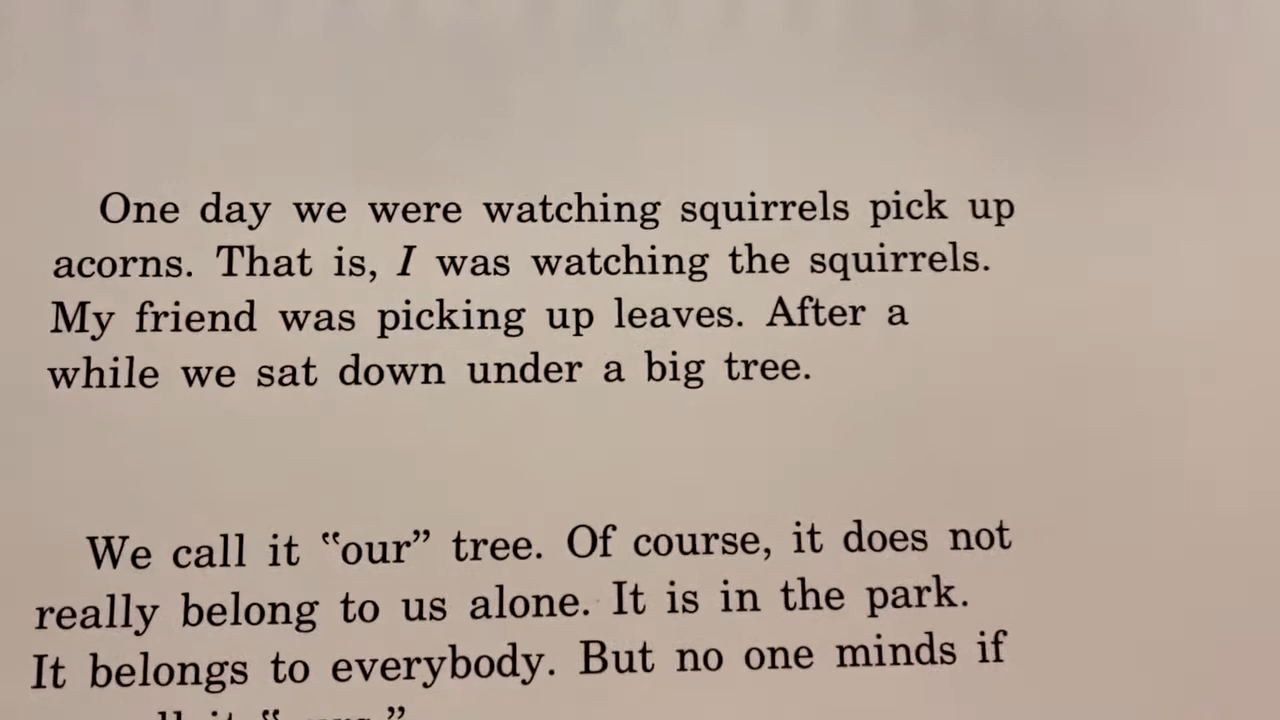 One day we were watching squirrels pick up
acorns. That is, I was watching the squirrels.
My friend was picking up leaves. After a
while we sat down under a big tree.
We call it “our” tree. Of course, it does not
really belong to us alone. It is in the park.
It belongs to everybody. But no one minds if